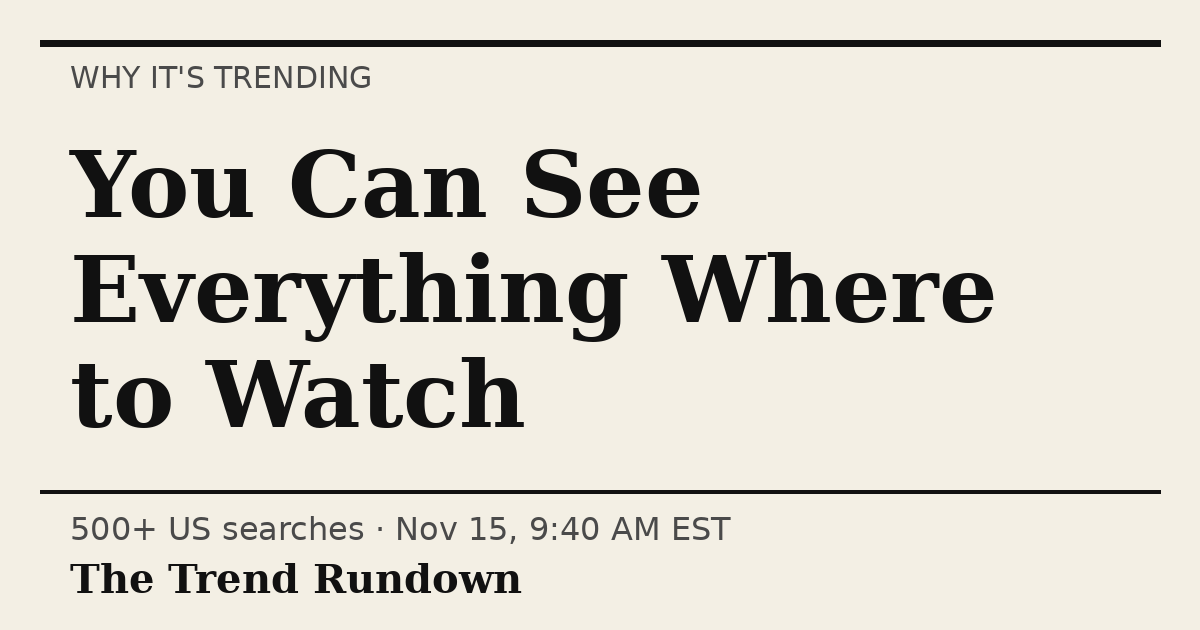 WHY IT'S TRENDING
You Can See
Everything Where
to Watch
500+ US searches · Nov 15, 9:40 AM EST
The Trend Rundown